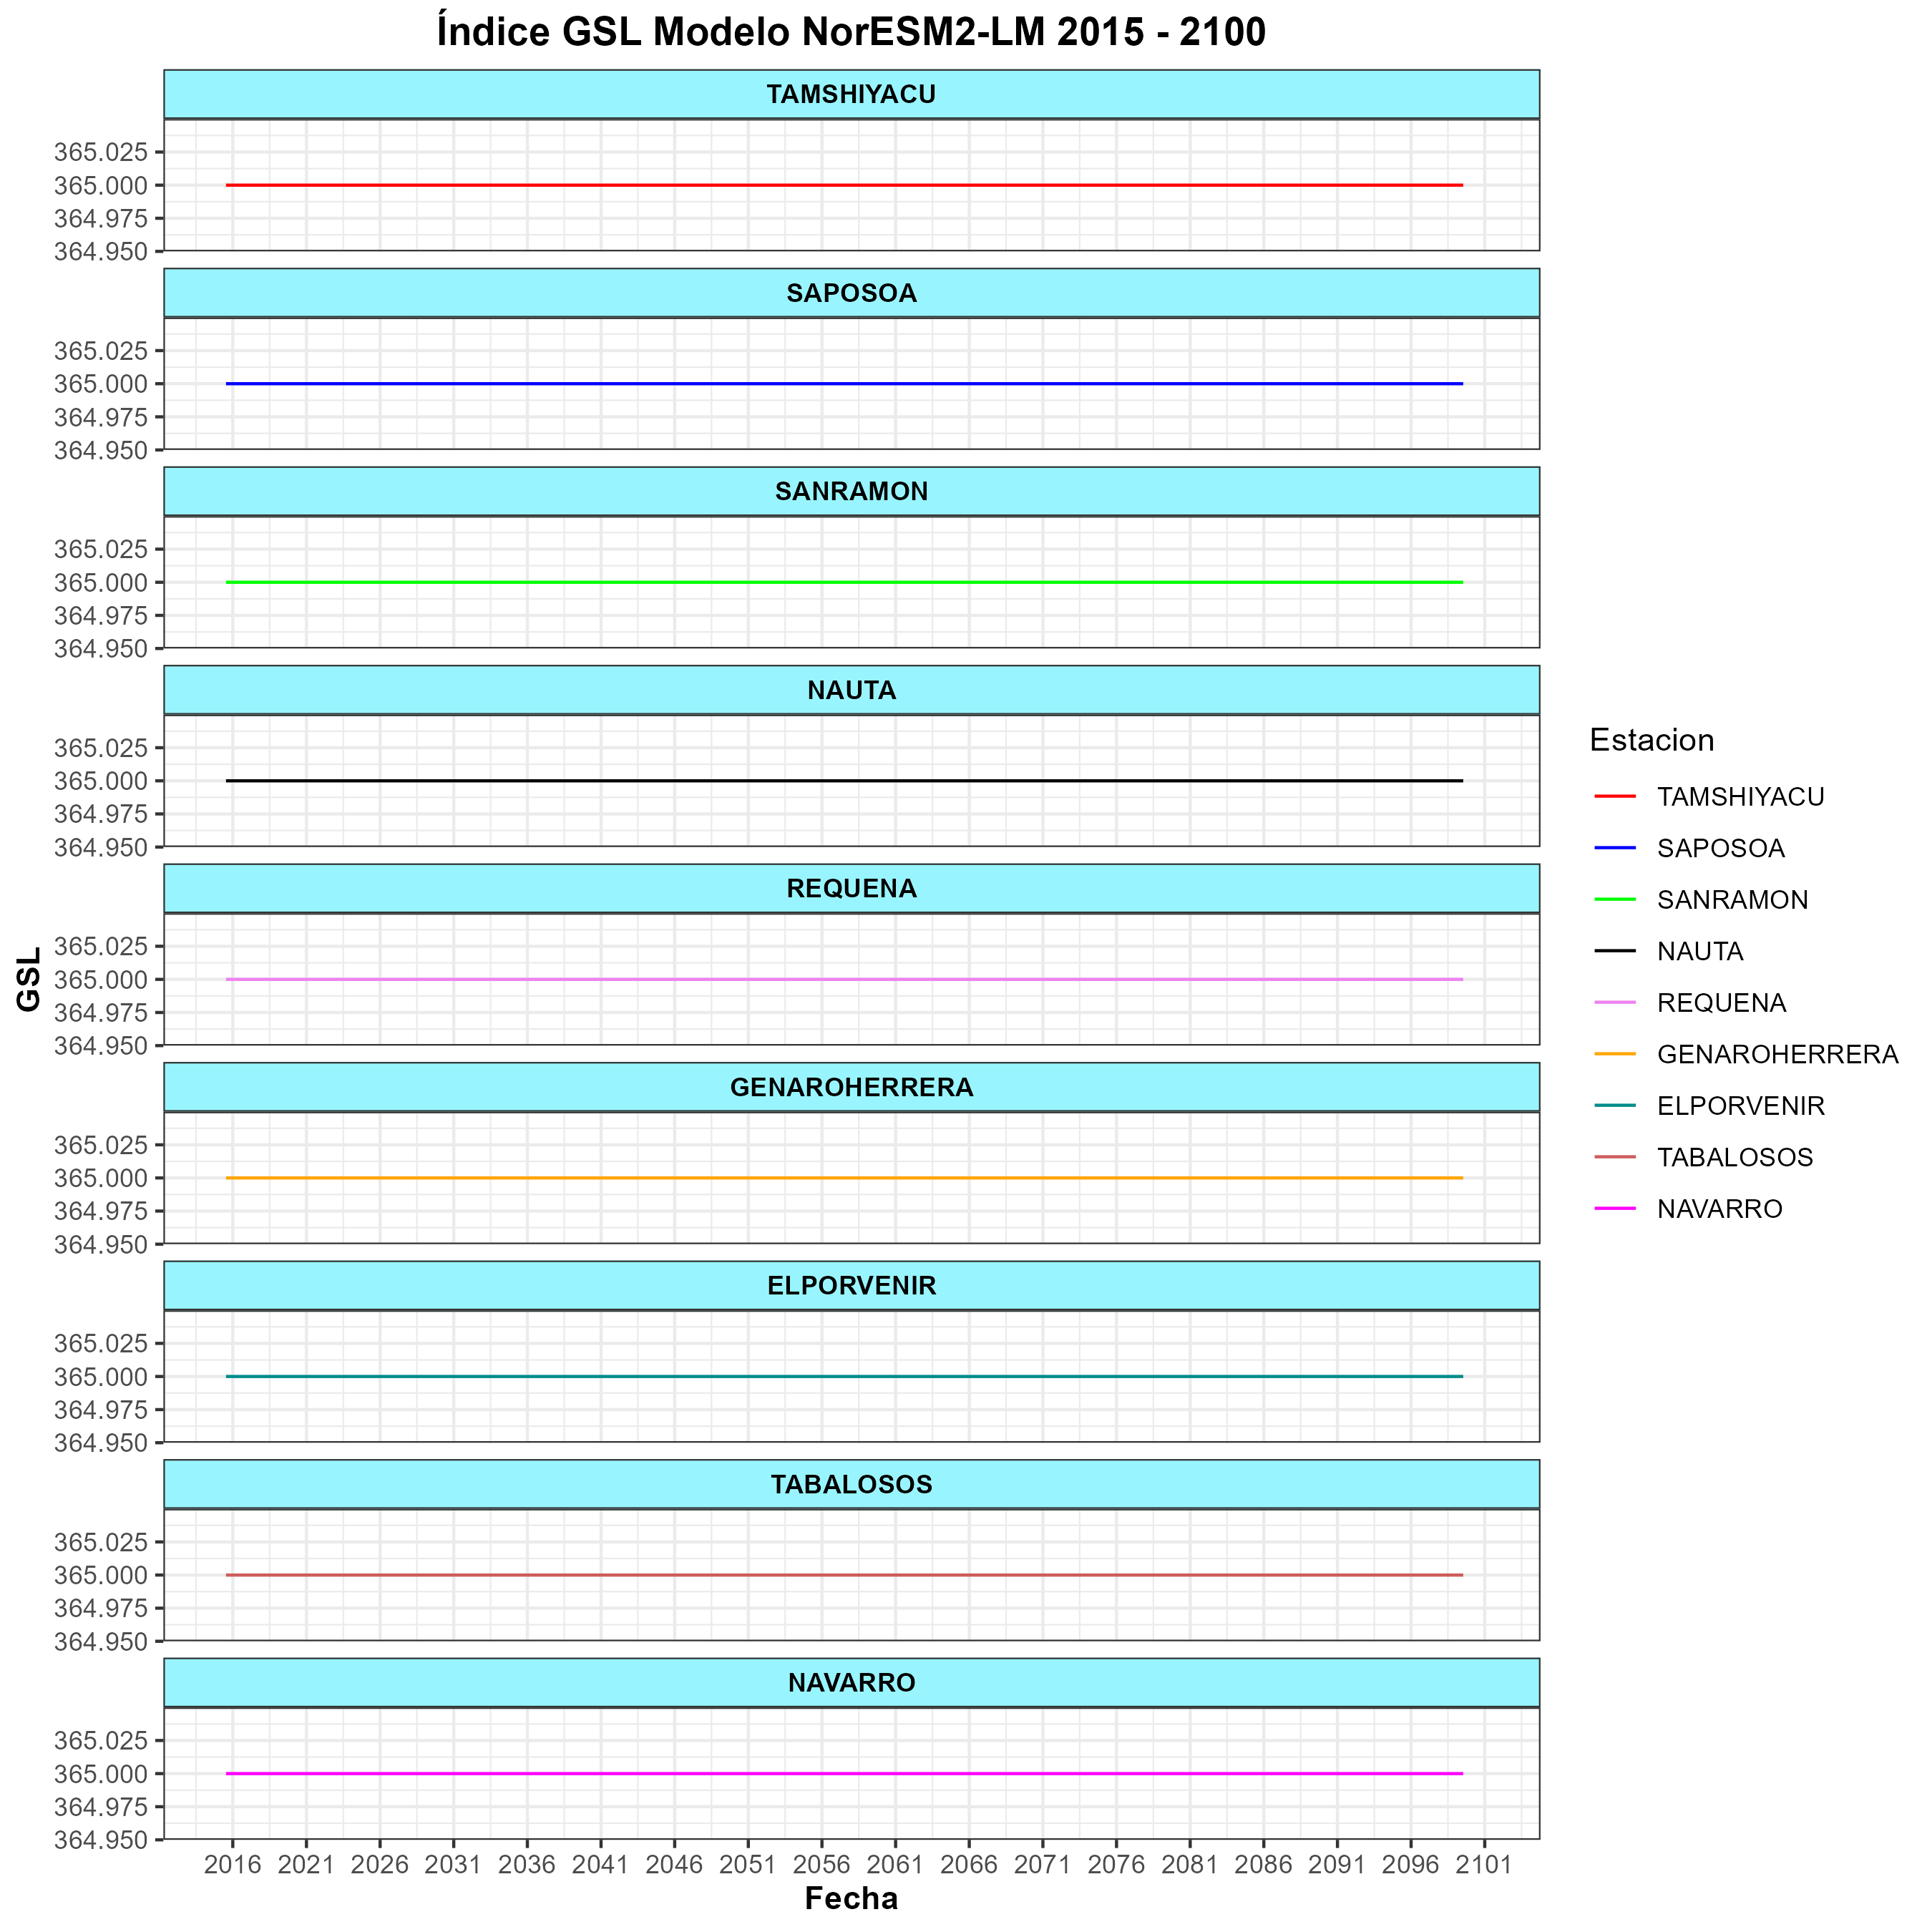 Índice GSL Modelo NorESM2-LM 2015 - 2100
TAMSHIYACU
365.025
365.000
364.975
364.950
SAPOSOA
365.025
365.000
364.975
364.950
SANRAMON
365.025
365.000
364.975
364.950
NAUTA
365.025
365.000
364.975
364.950
REQUENA
365.025
365.000
364.975
364.950
GENAROHERRERA
365.025
365.000
364.975
364.950
ELPORVENIR
365.025
365.000
364.975
364.950
TABALOSOS
365.025
365.000
364.975
364.950
NAVARRO
365.025
365.000
364.975
364.950
2016 2021 2026 2031 2036 2041 2046 2051 2056 2061 2066 2071 2076 2081 2086 2091 2096 2101
Fecha
GSL
Estacion
TAMSHIYACU
SAPOSOA
SANRAMON
NAUTA
REQUENA
GENAROHERRERA
ELPORVENIR
TABALOSOS
NAVARRO